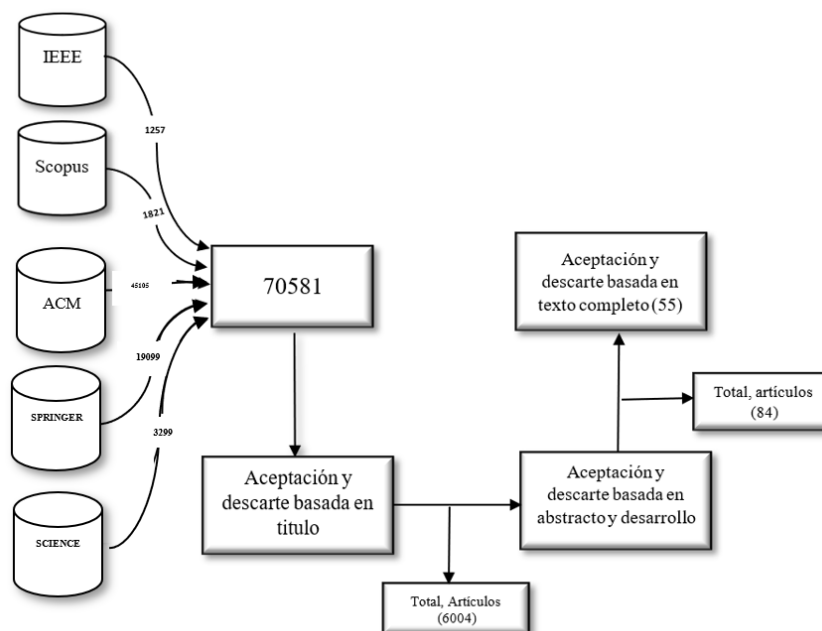 IEEE
1257
Scopus
1821
ACM
45105
SPRINGER
19099
SCIENCE
3299
70581
Aceptación y
descarte basada en
titulo
Total, Artículos
(6004)
Aceptación y
descarte basada en
abstracto y desarrollo
Total, artículos
(84)
Aceptación y
descarte basada en
texto completo (55)